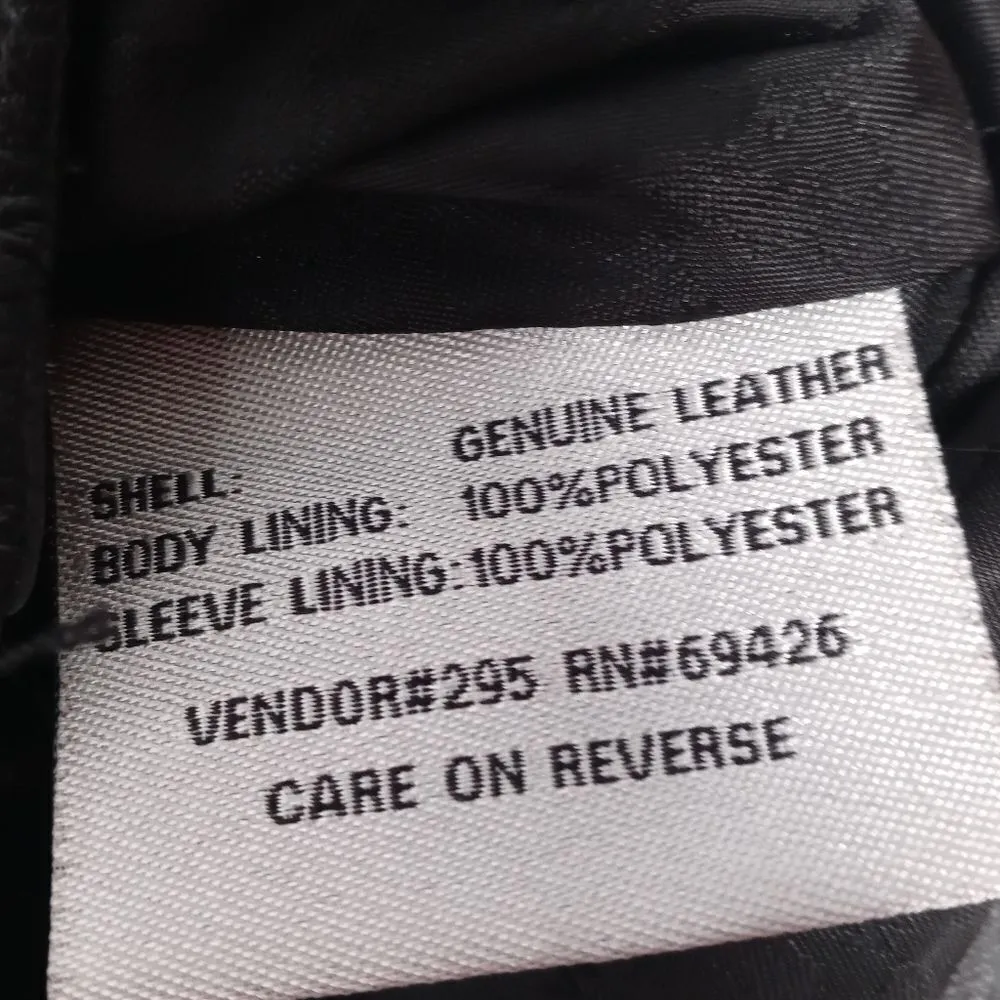 SHELL: GENUINE LEATHER
BODY LINING: 100%POLYESTER
SLEEVE LINING:100%POLYESTER
VENDOR#295 RN#69426
CARE ON REVERSE